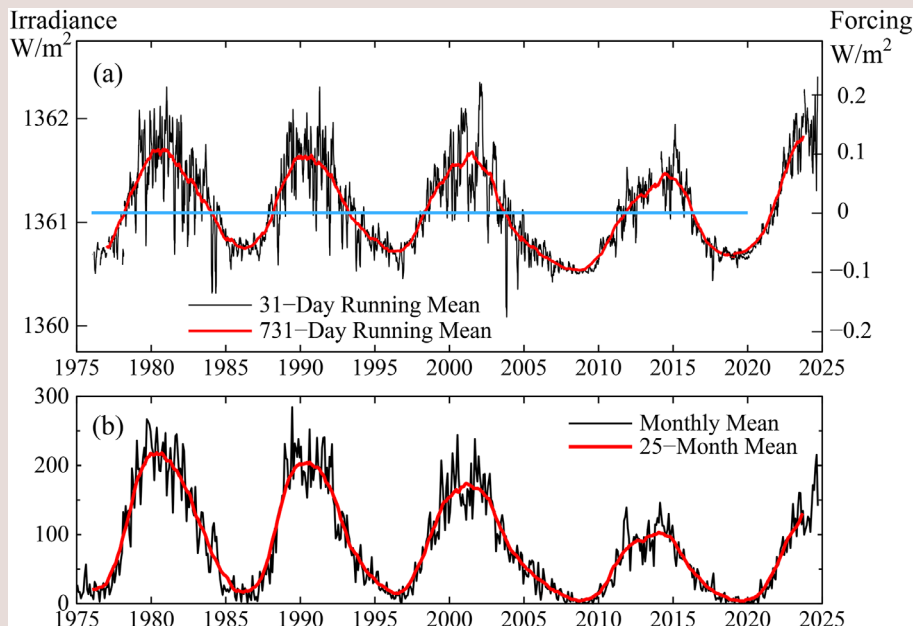 Irradiance
W/m²
Forcing
W/m²
(a)
1362
1361
1360
0.2
0.1
0
−0.1
−0.2
31−Day Running Mean
731−Day Running Mean
1975 1980 1985 1990 1995 2000 2005 2010 2015 2020 2025
(b)
300
200
100
0
Monthly Mean
25−Month Mean
1975 1980 1985 1990 1995 2000 2005 2010 2015 2020 2025